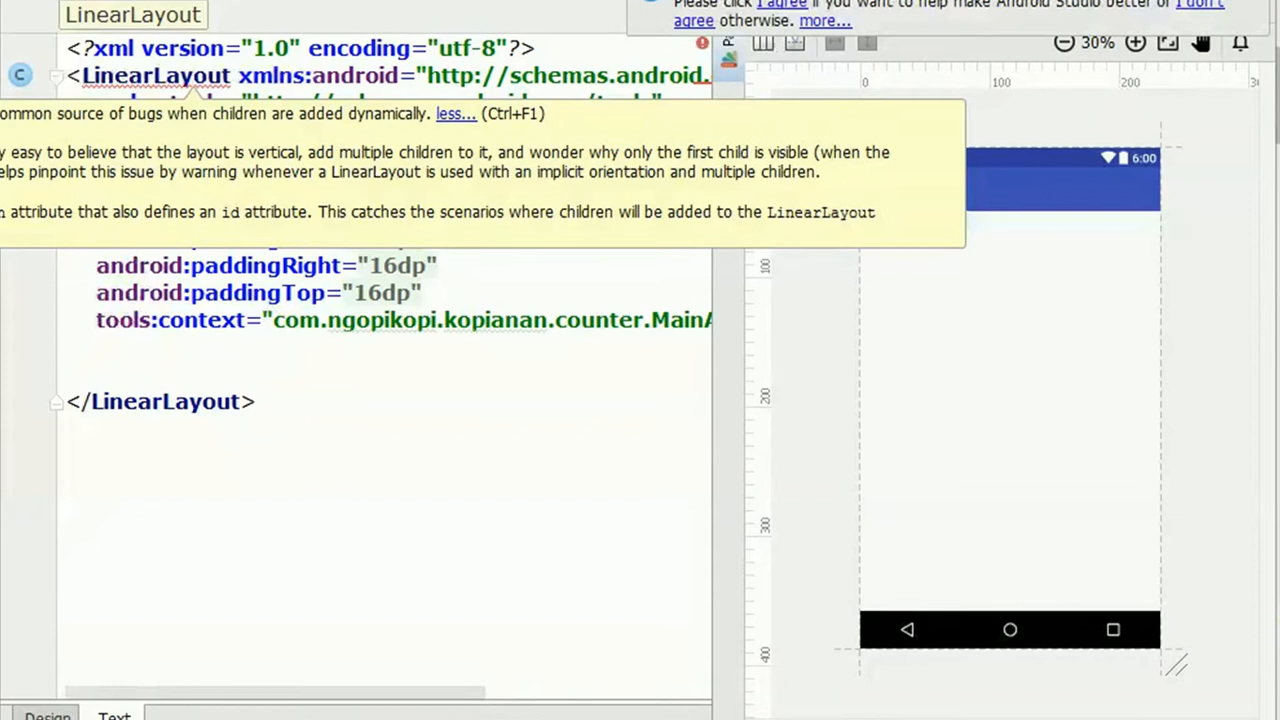 LinearLayout
Please click I agree if you want to help make Android Studio better or I don't
agree otherwise. more...
<?xml version="1.0" encoding="utf-8"?>
30%
C
<LinearLayout xmlns:android="http://schemas.android.
0
200
ommon source of bugs when children are added dynamically. less... (Ctrl+F1)
y easy to believe that the layout is vertical, add multiple children to it, and wonder why only the first child is visible (when the
elps pinpoint this issue by warning whenever a LinearLayout is used with an implicit orientation and multiple children.
n attribute that also defines an id attribute. This catches the scenarios where children will be added to the LinearLayout
6:00
android:paddingRight="16dp"
android:paddingTop="16dp"
tools:context="com.ngopikopi.kopianan.counter.MainA
</LinearLayout>
100
200
300
400
Design
Text